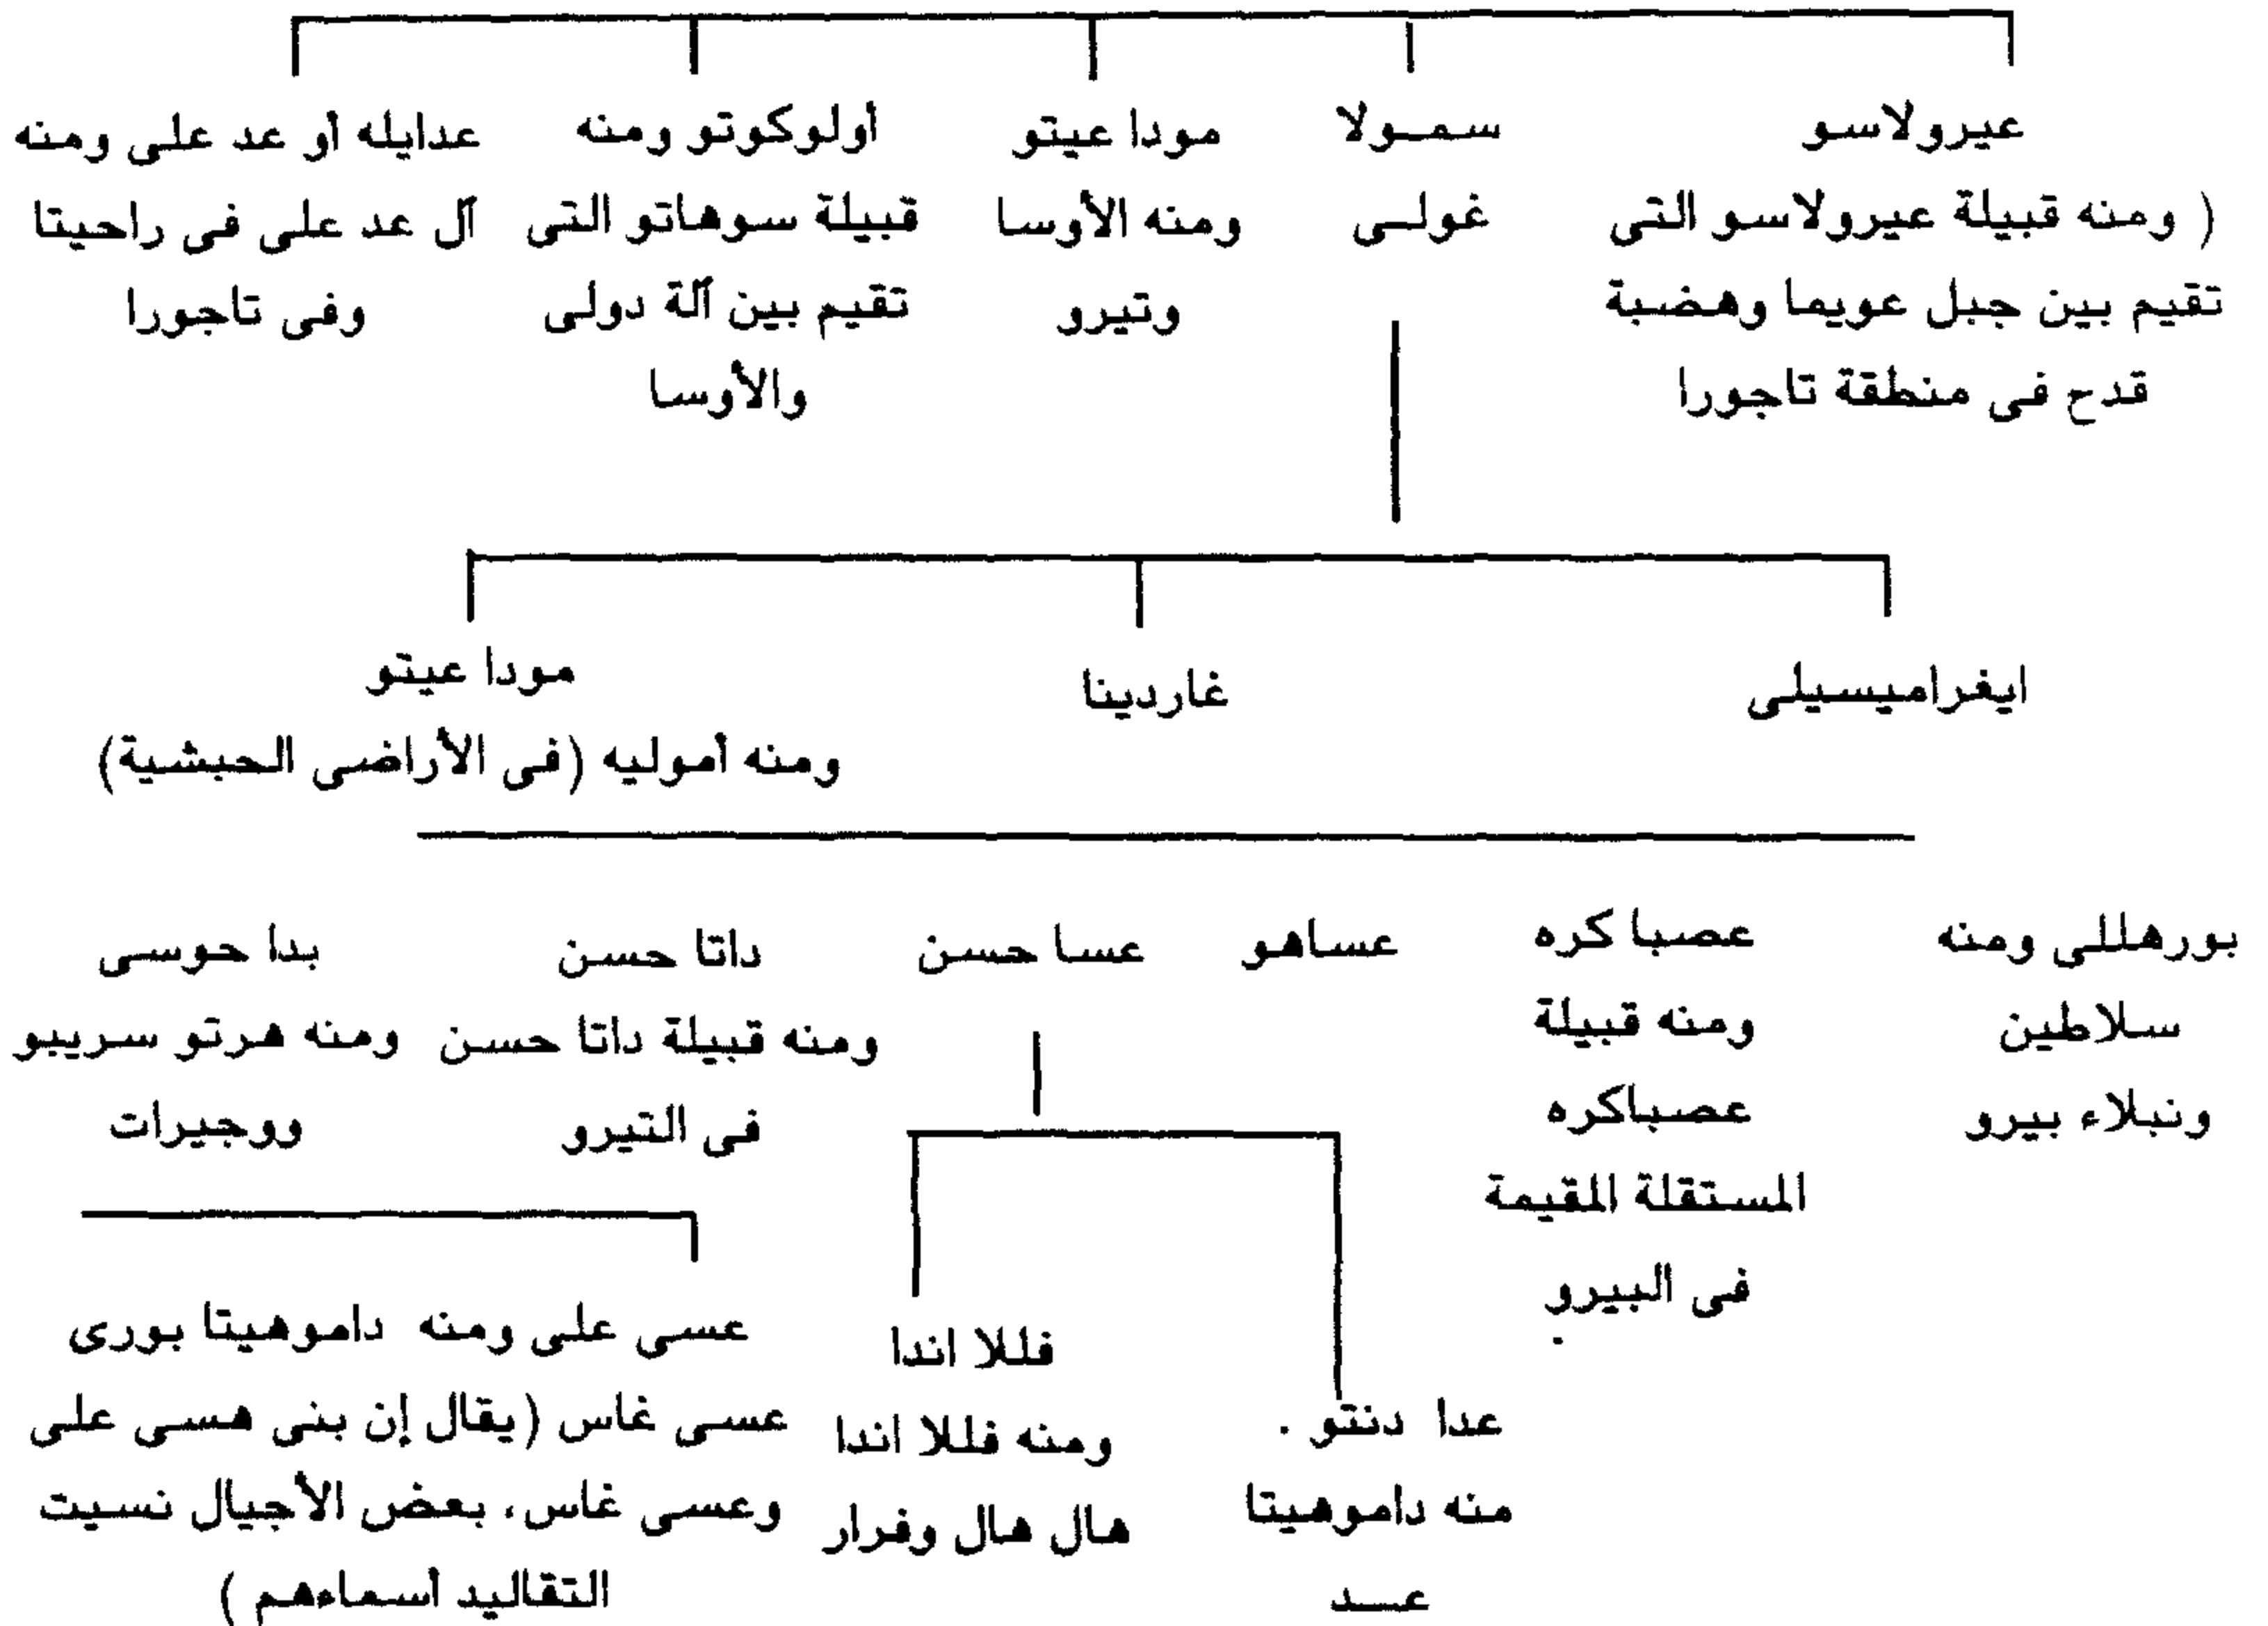 عيرولاسو
( ومنه قبيلة عيرولاسو التى
تقيم بين جبل عويما وهضبة
قدح فى منطقة تاجورا
سمولا
غولى
مودا عيتو
ومنه الأوسا
وتيرو
أولوكوتو ومنه
قبيلة سوهاتو التى
تقيم بين آلة دولى
والأوسا
عدايله أو عد على ومنه
آل عد على فى راحيتا
وفى تاجورا
ايغراميسيلى
غاردينا
مودا عيتو
ومنه أموليه (فى الأراضى الحبشية)
بورهللى ومنه
سلاطين
ونبلاء بيرو
عصبا كره
ومنه قبيلة
عصباكره
المستقلة المقيمة
فى البيرو
عساهو
عسا حسن
داتا حسن
ومنه قبيلة داتا حسن
فى التيرو
بدا حوسى
ومنه هرتو سريبو
ووجيرات
عدا دنتو .
منه داموهيتا
عد
فللا اندا
ومنه فللا اندا
هال هال وفرار
عسى على ومنه داموهيتا بورى
عسى غاس (يقال إن بنى هسى على
وعسى غاس، بعض الأجيال نسيت
التقاليد أسماءهم )